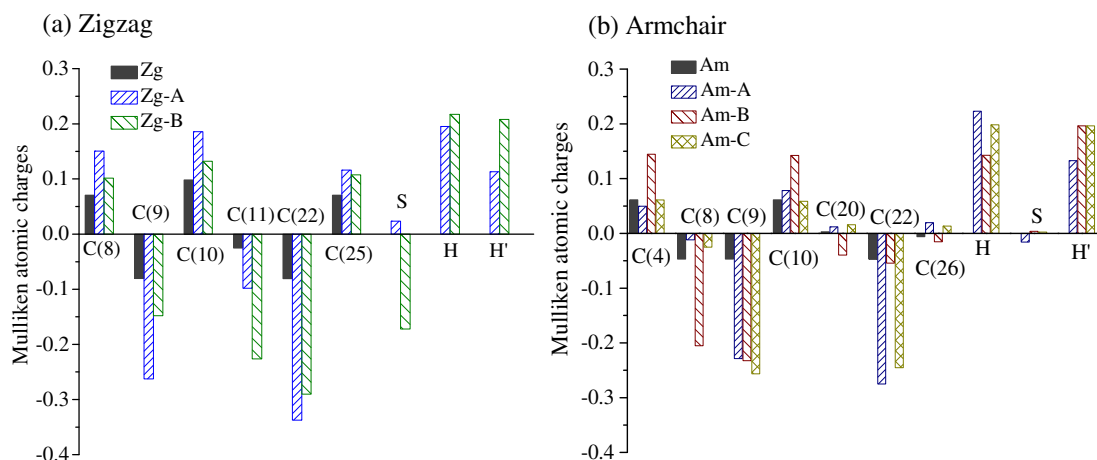 (a) Zigzag
Mulliken atomic charges
0.3
0.2
0.1
0.0
-0.1
-0.2
-0.3
-0.4
Zg
Zg-A
Zg-B
C(8)
C(9)
C(10)
C(11)
C(22)
C(25)
S
H
H'
(b) Armchair
Mulliken atomic charges
0.3
0.2
0.1
0.0
-0.1
-0.2
-0.3
-0.4
Am
Am-A
Am-B
Am-C
C(4)
C(8)
C(9)
C(10)
C(20)
C(22)
C(26)
H
S
H'